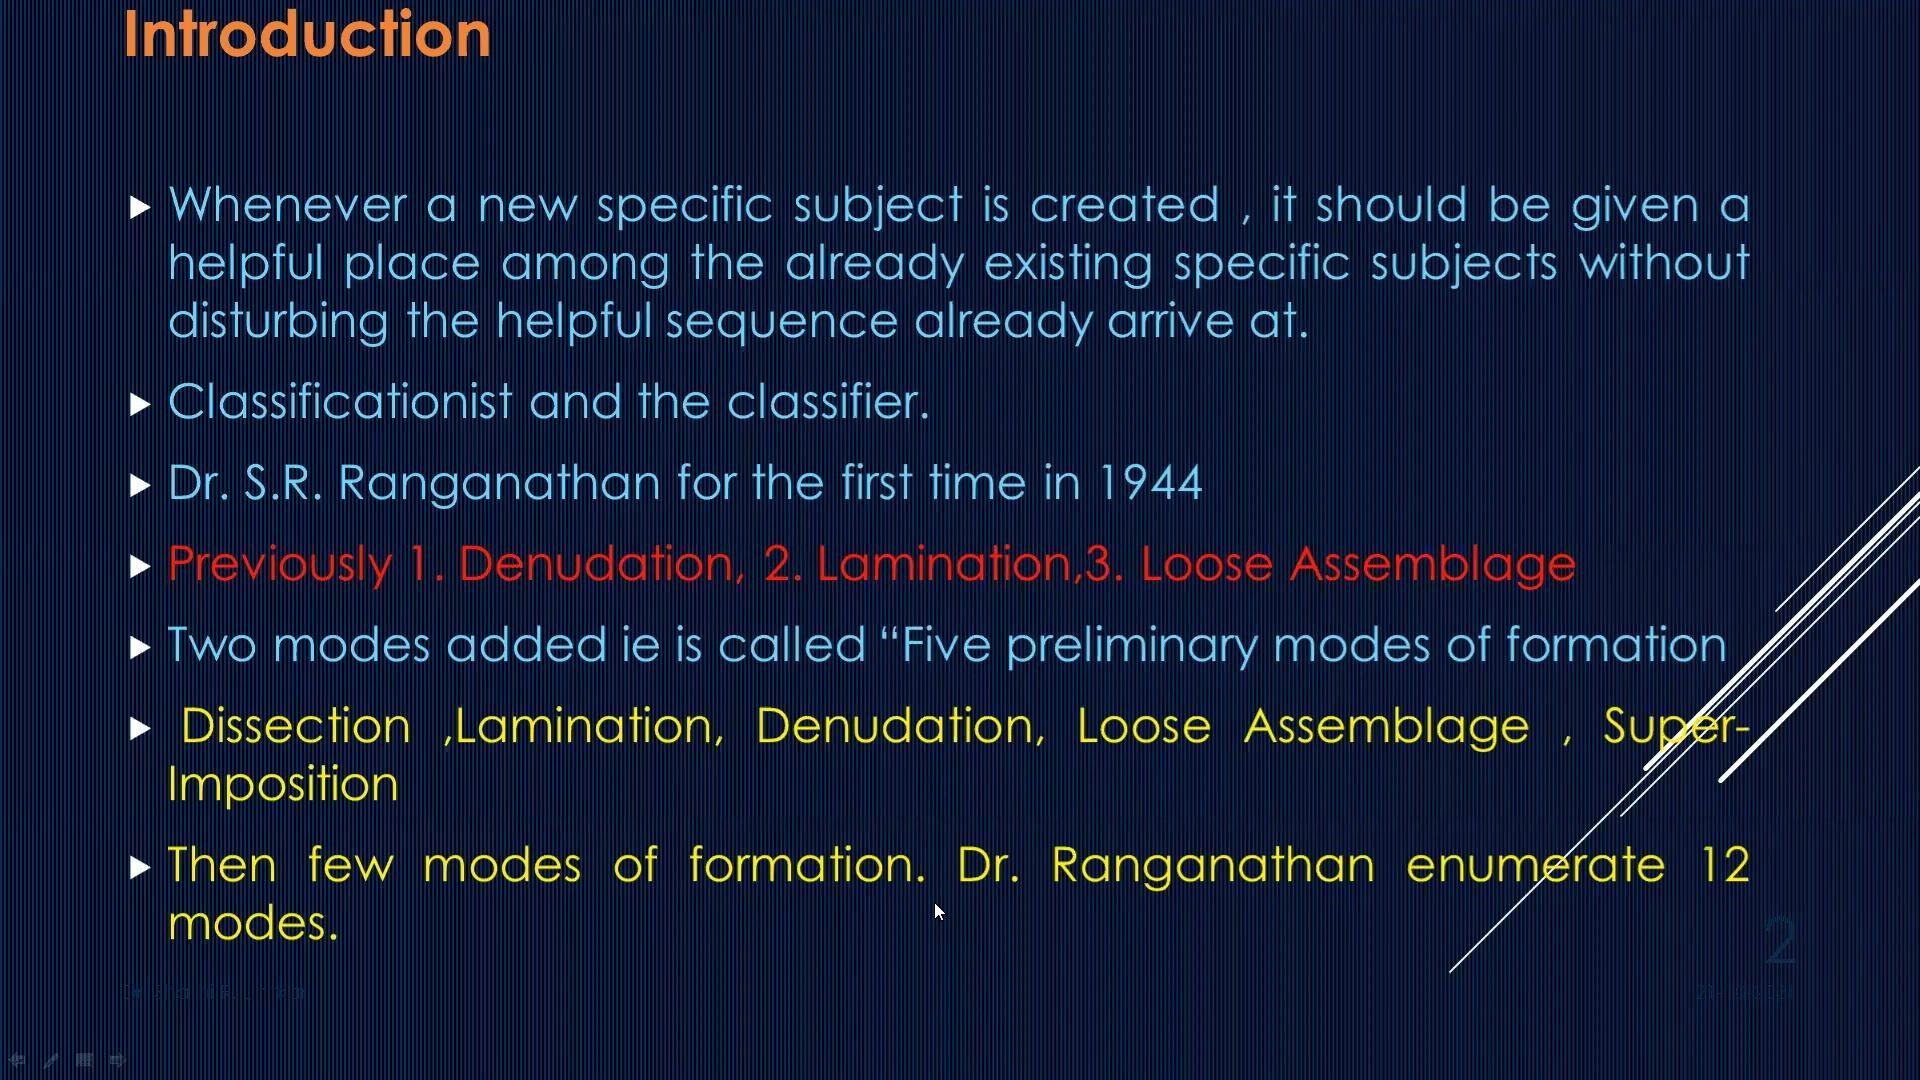 Introduction
Whenever a new specific subject is created , it should be given a
helpful place among the already existing specific subjects without
disturbing the helpful sequence already arrive at.
Classificationist and the classifier.
Dr. S.R. Ranganathan for the first time in 1944
Previously 1. Denudation, 2. Lamination,3. Loose Assemblage
Two modes added ie is called “Five preliminary modes of formation
Dissection ,Lamination, Denudation, Loose Assemblage , Super-
Imposition
Then few modes of formation. Dr. Ranganathan enumerate 12
modes.
2